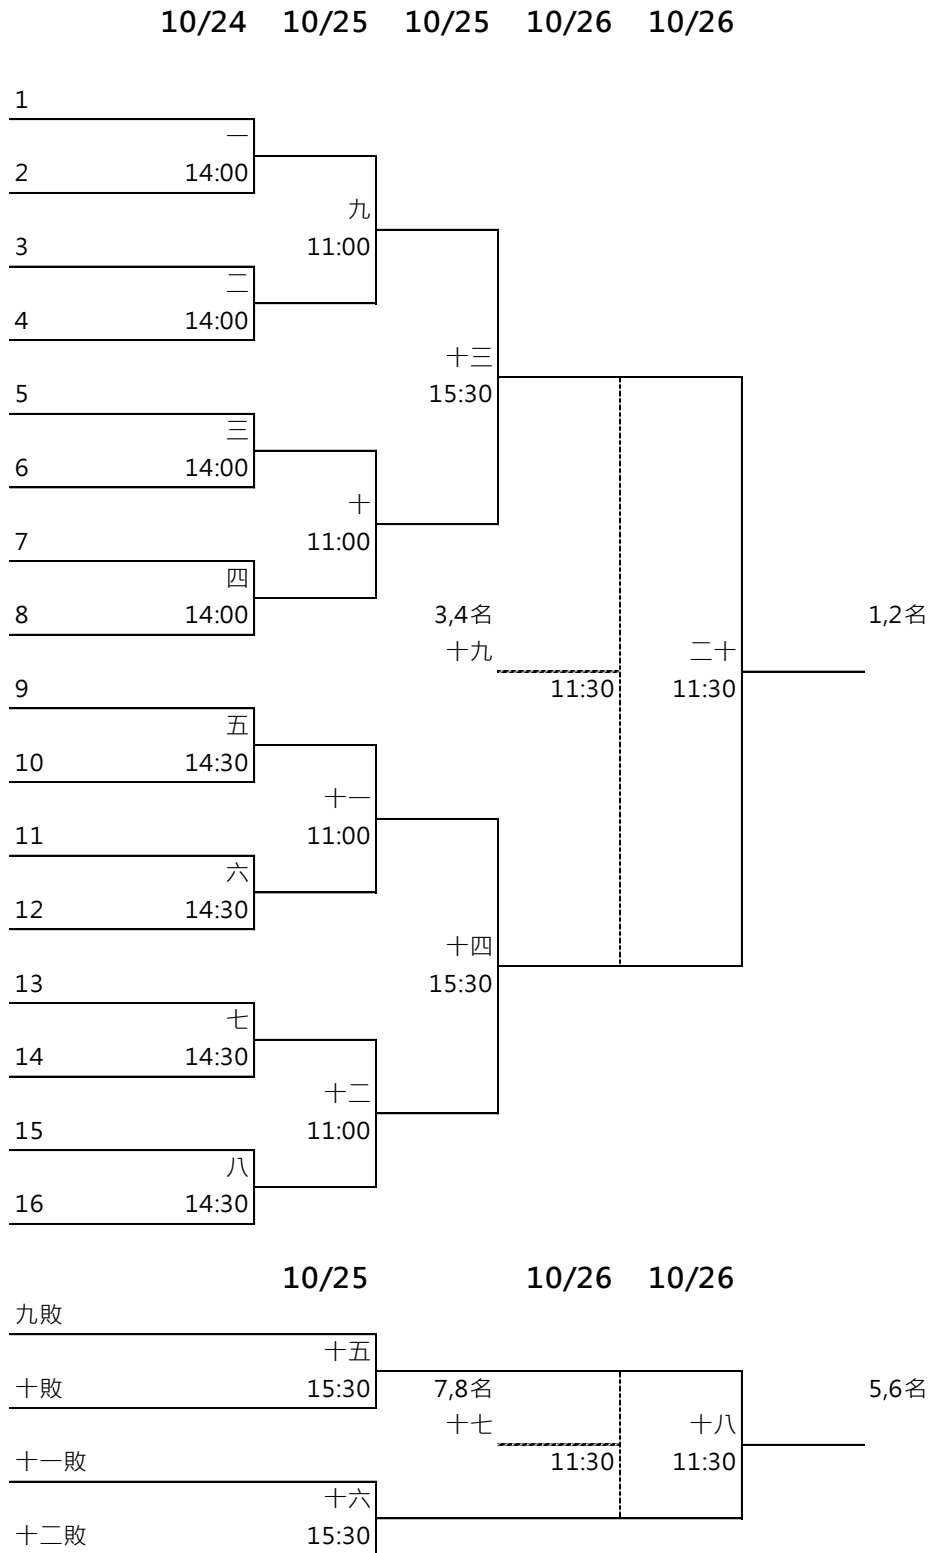 10/24 10/25 10/25 10/26 10/26
1
一
2 14:00
九
3 11:00
二
4 14:00
十三
5 15:30
三
6 14:00
十
7 11:00
四
8 14:00 3,4名 1,2名
十九 二十
9 11:30 11:30
五
10 14:30
十一
11 11:00
六
12 14:30
十四
13 15:30
七
14 14:30
十二
15 11:00
八
16 14:30
10/25 10/26 10/26
九敗
十五
十敗 15:30 7,8名 5,6名
十七 十八
十一敗 11:30 11:30
十六
十二敗 15:30